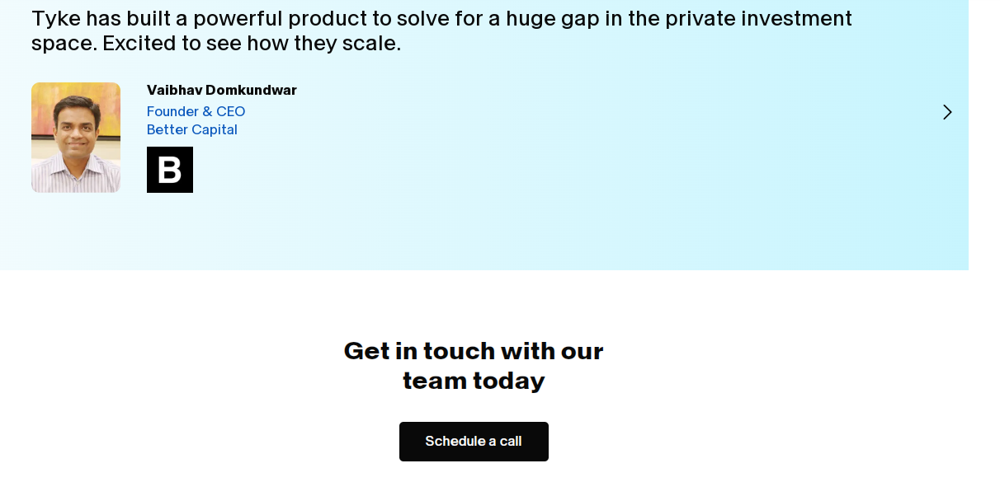 Tyke has built a powerful product to solve for a huge gap in the private investment
space. Excited to see how they scale.
Vaibhav Domkundwar
Founder & CEO
Better Capital
B
Get in touch with our
team today
Schedule a call